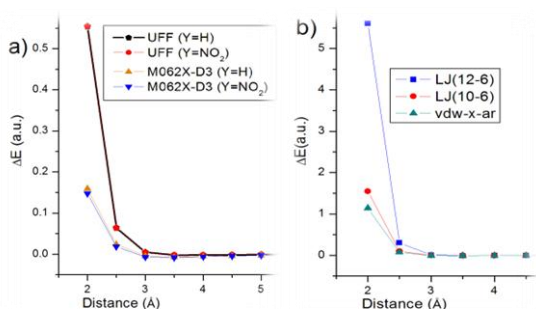 a)
UFF (Y=H)
UFF (Y=NO₂)
M062X-D3 (Y=H)
M062X-D3 (Y=NO₂)
ΔE(a.u.)
0.5
0.4
0.3
0.2
0.1
0.0
2 3 4 5
Distance (Å)
b)
LJ(12-6)
LJ(10-6)
vdw-x-ar
ΔE(a.u.)
5
4
3
2
1
0
2 3 4
Distance (Å)